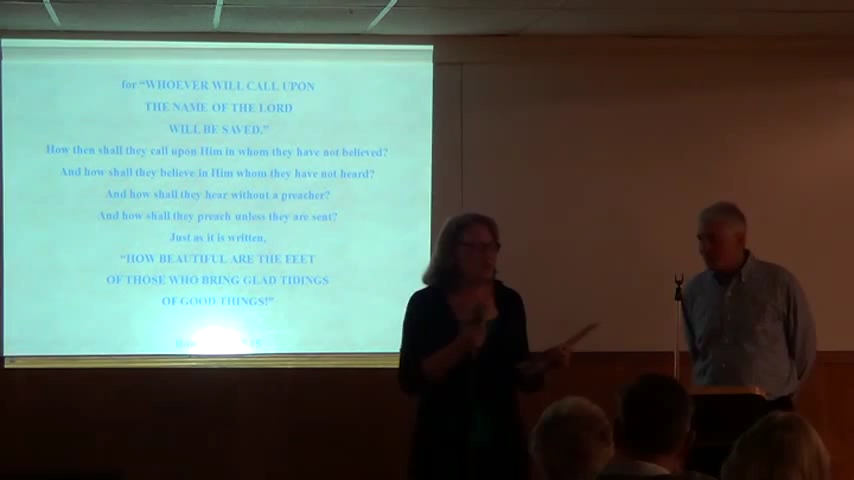 for “WHOEVER WILL CALL UPON
THE NAME OF THE LORD
WILL BE SAVED.”
How then shall they call upon Him in whom they have not believed?
And how shall they believe in Him whom they have not heard?
And how shall they hear without a preacher?
And how shall they preach unless they are sent?
Just as it is written,
“HOW BEAUTIFUL ARE THE FEET
OF THOSE WHO BRING GLAD TIDINGS
OF GOOD THINGS!”